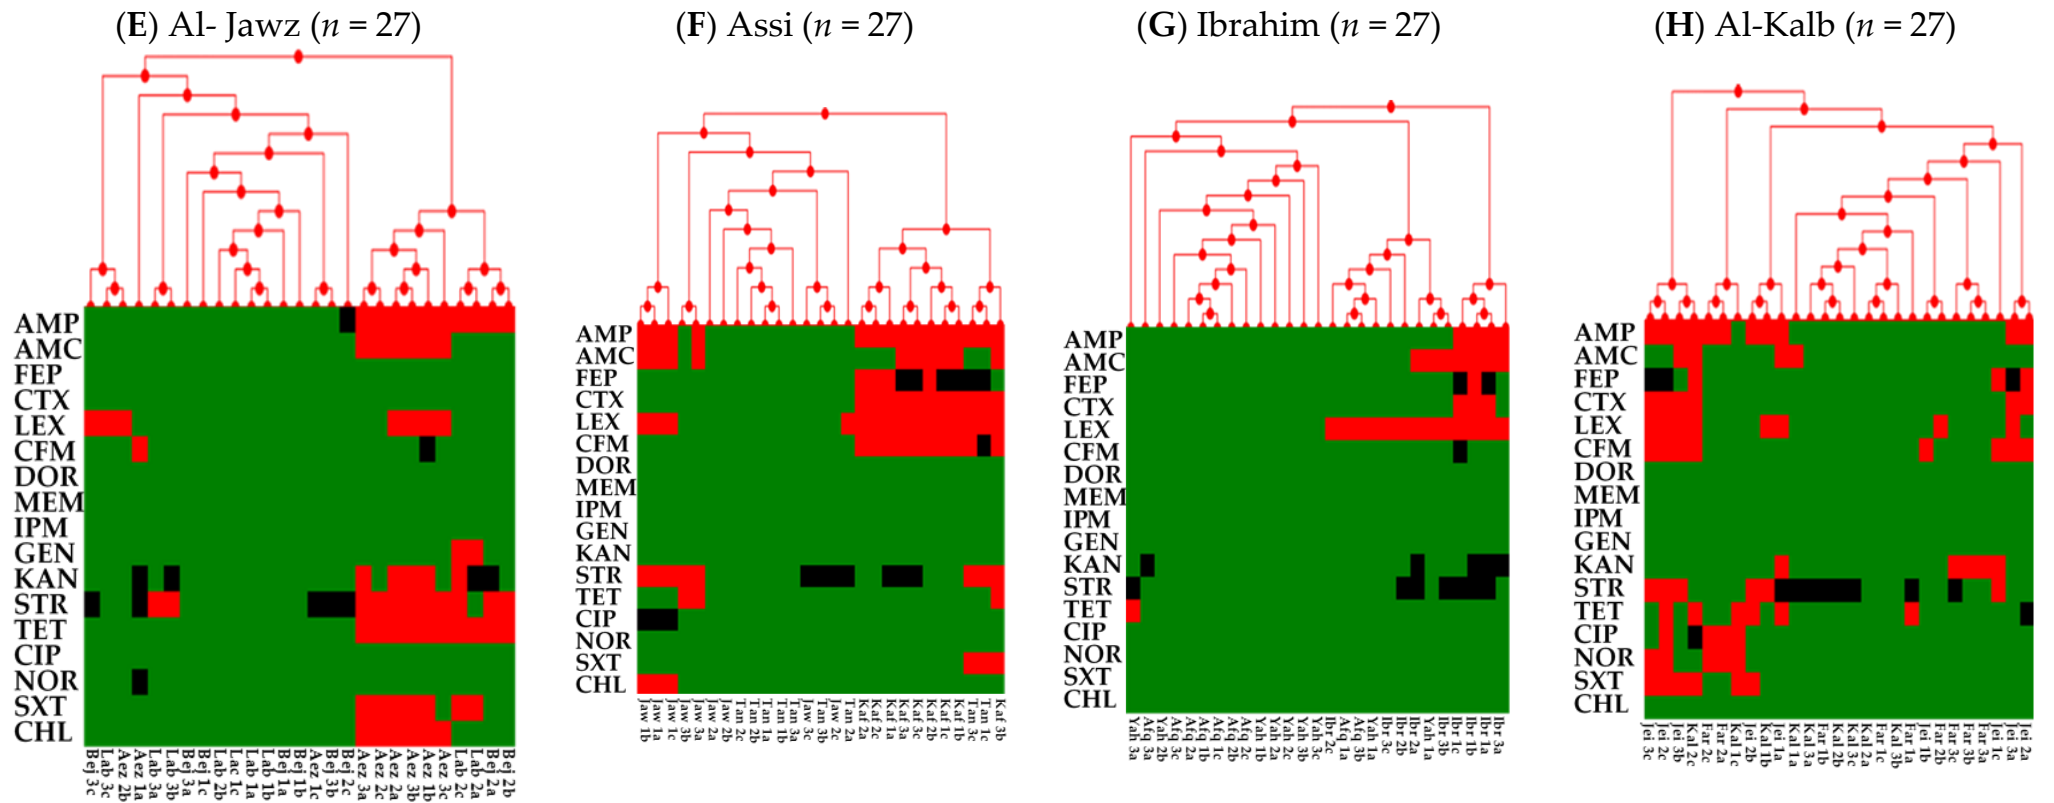 (E) Al- Jawz (n = 27)
AMP
AMC
FEP
CTX
LEX
CFM
DOR
MEM
IPM
GEN
KAN
STR
TET
CIP
NOR
SXT
CHL
Bej 3c
Lab 3c
Aez 2b
Aez 1a
Lab 3a
Lab 3b
Bej 3a
Bej 1c
Lab 2b
Lac 1c
Lab 1a
Lab 1b
Bej 1a
Bej 1b
Aez 1c
Bej 3b
Bej 2c
Aez 3a
Aez 2c
Aez 2a
Aez 3b
Aez 1b
Aez 3c
Lab 2c
Lab 2a
Bej 2a
Bej 2b
(F) Assi (n = 27)
AMP
AMC
FEP
CTX
LEX
CFM
DOR
MEM
IPM
GEN
KAN
STR
TET
CIP
NOR
SXT
CHL
Jaw 1b
Jaw 1a
Jaw 1c
Jaw 3b
Jaw 3a
Jaw 2a
Jaw 2b
Tan 2b
Tan 2c
Tan 1b
Tan 1a
Tan 3a
Jaw 3c
Tan 3b
Jaw 2c
Tan 2a
Kaf 2a
Kaf 2c
Kaf 1a
Kaf 3a
Kaf 3c
Kaf 2b
Kaf 1c
Kaf 1b
Tan 3c
Tan 1c
Kaf 3b
(G) Ibrahim (n = 27)
AMP
AMC
FEP
CTX
LEX
CFM
DOR
MEM
IPM
GEN
KAN
STR
TET
CIP
NOR
SXT
CHL
Yah 3a
Afq 3a
Yah 2b
Afq 3c
Afq 2a
Afq 1b
Afq 1c
Afq 2b
Afq 2c
Yah 1b
Yah 2a
Yah 2c
Yah 3b
Yah 3c
Ibr 2c
Afq 1a
Afq 3b
Yah 1c
Ibr 3c
Ibr 2b
Ibr 2a
Yah 1a
Ibr 3b
Ibr 1c
Ibr 1b
Ibr 1a
Ibr 3a
(H) Al-Kalb (n = 27)
AMP
AMC
FEP
CTX
LEX
CFM
DOR
MEM
IPM
GEN
KAN
STR
TET
CIP
NOR
SXT
CHL
Jei 3c
Jei 2c
Jei 3b
Kal 2c
Far 2c
Far 2a
Kal 1c
Jei 2b
Kal 1b
Jei 1a
Kal 1a
Kal 3a
Far 1b
Kal 2b
Kal 3c
Kal 2a
Far 1c
Kal 3b
Far 1a
Jei 1b
Far 2b
Far 3c
Far 3b
Far 3a
Jei 1c
Jei 3a
Jei 2a